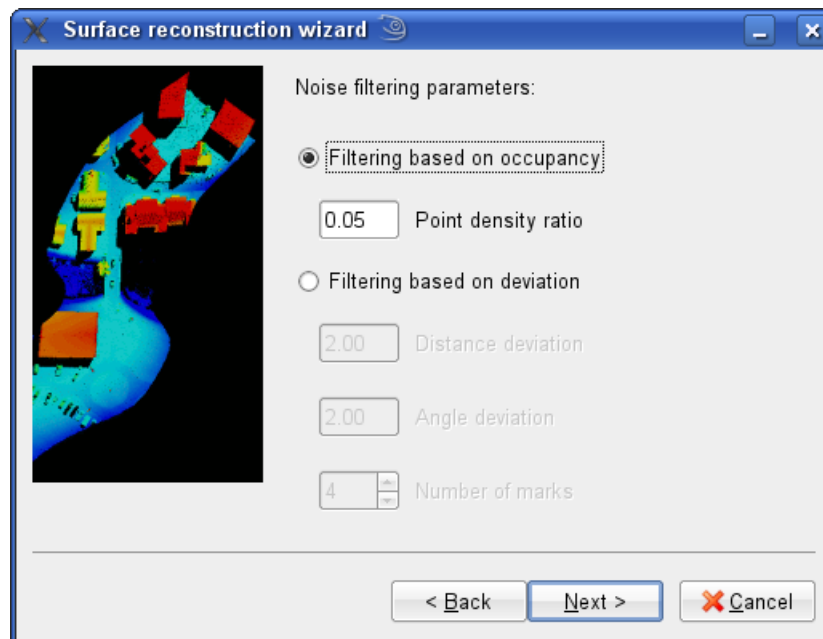 Surface reconstruction wizard
Noise filtering parameters:
Filtering based on occupancy
0.05 Point density ratio
Filtering based on deviation
2.00 Distance deviation
2.00 Angle deviation
4 Number of marks
< Back Next > Cancel